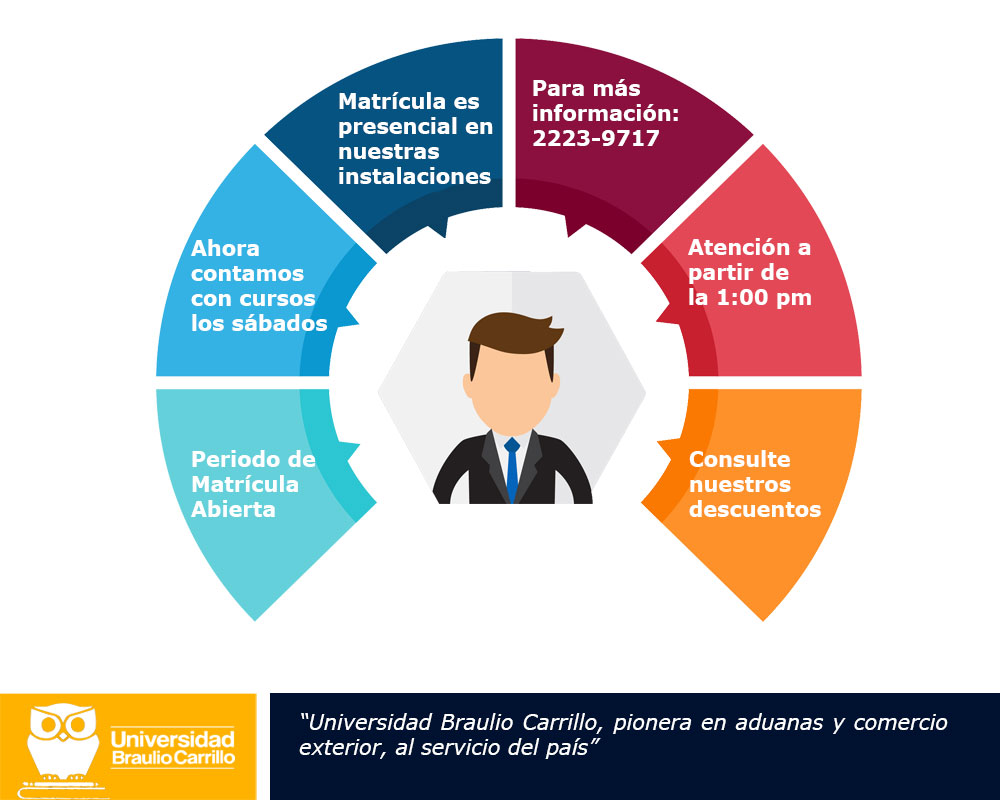 Matrícula es
presencial en
nuestras
instalaciones
Para más
información:
2223-9717
Ahora
contamos
con cursos
los sábados
Atención a
partir de
la 1:00 pm
Periodo de
Matrícula
Abierta
Consulte
nuestros
descuentos
Universidad
Braulio Carrillo
“Universidad Braulio Carrillo, pionera en aduanas y comercio
exterior, al servicio del país”